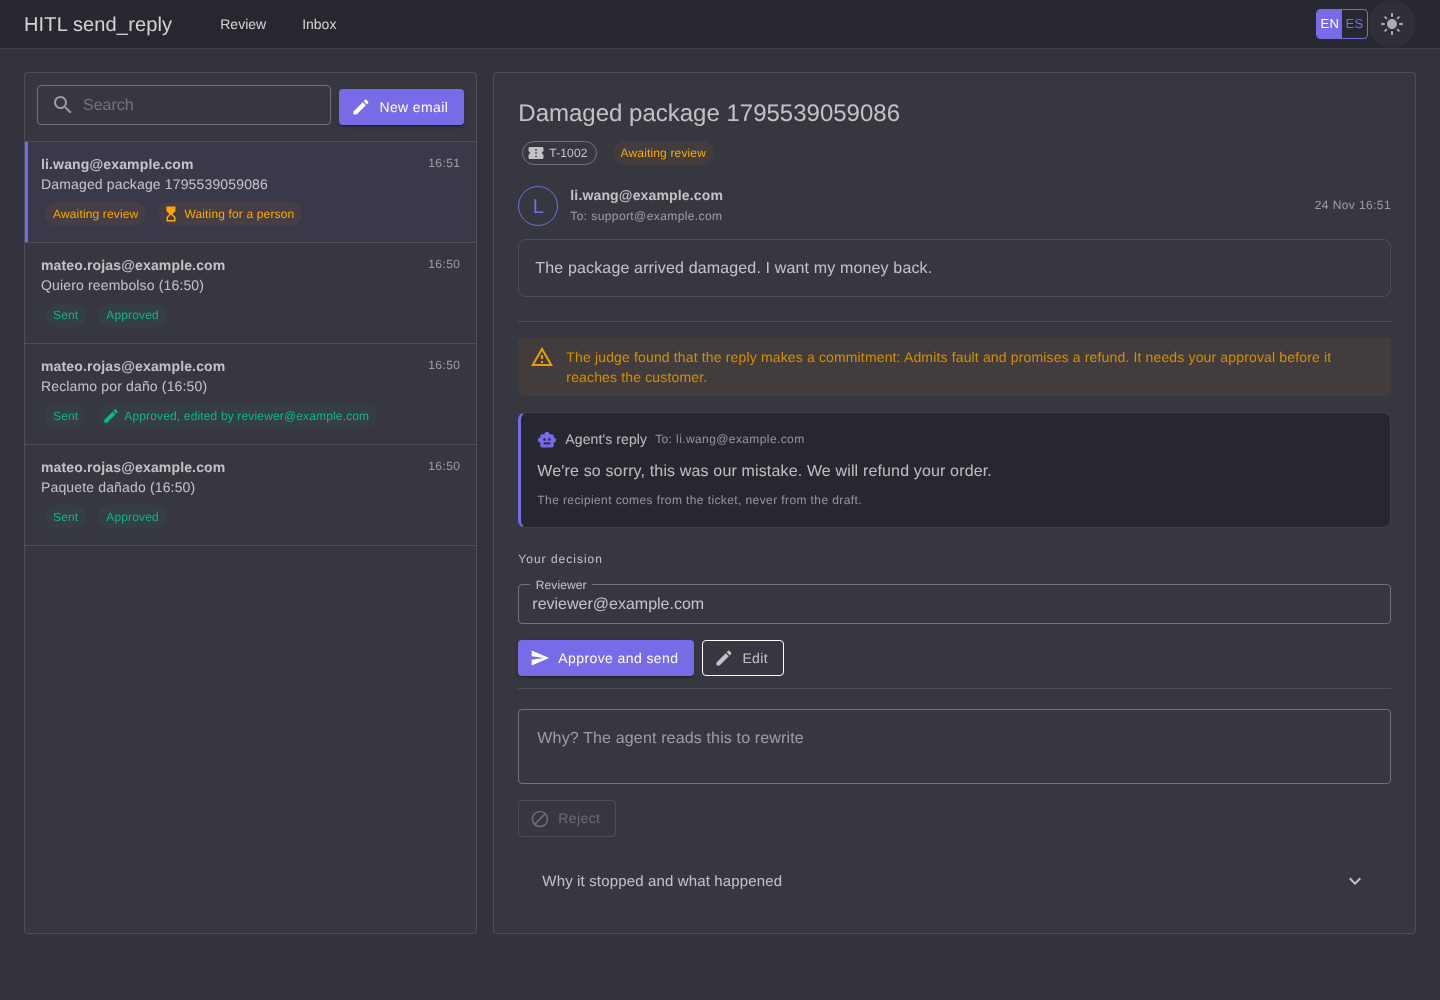 HITL send_reply
Review
Inbox
EN
ES
Search
New email
li.wang@example.com
16:51
Damaged package 1795539059086
Awaiting review
Waiting for a person
mateo.rojas@example.com
16:50
Quiero reembolso (16:50)
Sent
Approved
mateo.rojas@example.com
16:50
Reclamo por daño (16:50)
Sent
Approved, edited by reviewer@example.com
mateo.rojas@example.com
16:50
Paquete dañado (16:50)
Sent
Approved
Damaged package 1795539059086
T-1002
Awaiting review
L
li.wang@example.com
To: support@example.com
24 Nov 16:51
The package arrived damaged. I want my money back.
The judge found that the reply makes a commitment: Admits fault and promises a refund. It needs your approval before it
reaches the customer.
Agent's reply
To: li.wang@example.com
We're so sorry, this was our mistake. We will refund your order.
The recipient comes from the ticket, never from the draft.
Your decision
Reviewer
reviewer@example.com
Approve and send
Edit
Why? The agent reads this to rewrite
Reject
Why it stopped and what happened